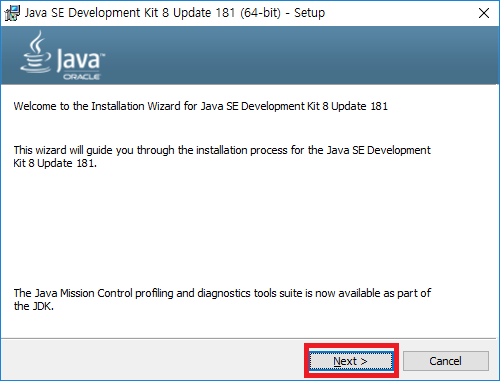 Java SE Development Kit 8 Update 181 (64-bit) - Setup
Java™
ORACLE
Welcome to the Installation Wizard for Java SE Development Kit 8 Update 181
This wizard will guide you through the installation process for the Java SE Development
Kit 8 Update 181.
The Java Mission Control profiling and diagnostics tools suite is now available as part of
the JDK.
Next >
Cancel